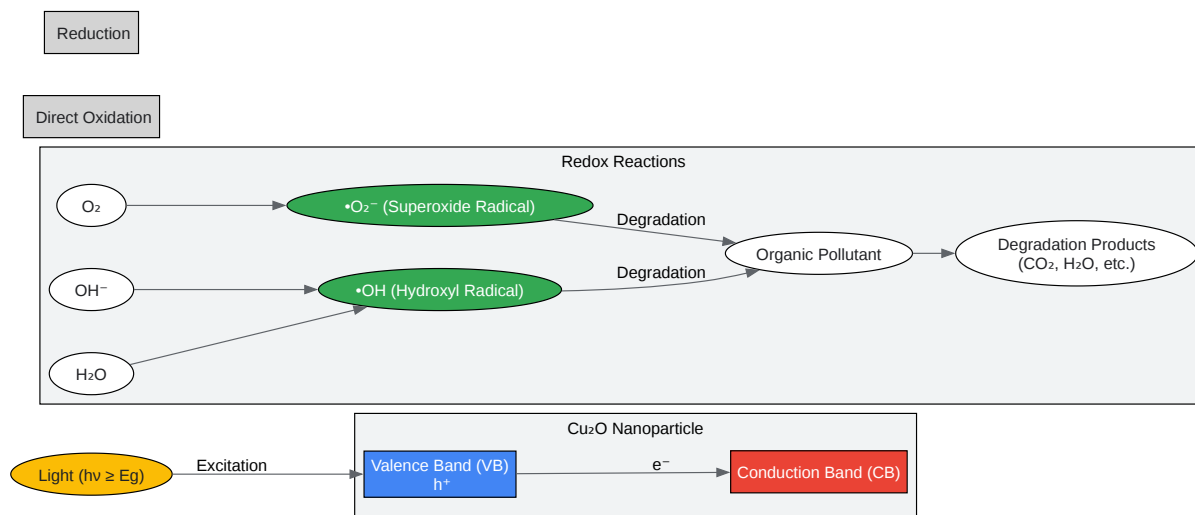 Reduction
Direct Oxidation
Redox Reactions
O₂
•O₂⁻ (Superoxide Radical)
Degradation
Organic Pollutant
Degradation Products
(CO₂, H₂O, etc.)
OH⁻
•OH (Hydroxyl Radical)
Degradation
H₂O
Cu₂O Nanoparticle
Light (hν ≥ Eg)
Excitation
Valence Band (VB)
h⁺
e⁻
Conduction Band (CB)